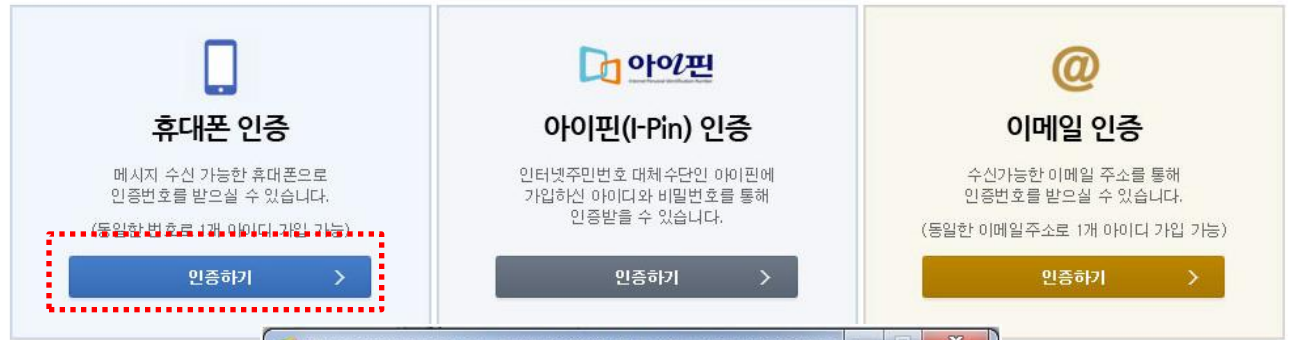 아이핀
휴대폰 인증
메시지 수신 가능한 휴대폰으로
인증번호를 받으실 수 있습니다.
(동일한 번호로 1개 아이디 가입 가능)
인증하기 >
아이핀(I-Pin) 인증
인터넷주민번호 대체수단인 아이핀에
가입하신 아이디와 비밀번호를 통해
인증받을 수 있습니다.
인증하기 >
@
이메일 인증
수신가능한 이메일 주소를 통해
인증번호를 받으실 수 있습니다.
(동일한 이메일주소로 1개 아이디 가입 가능)
인증하기 >